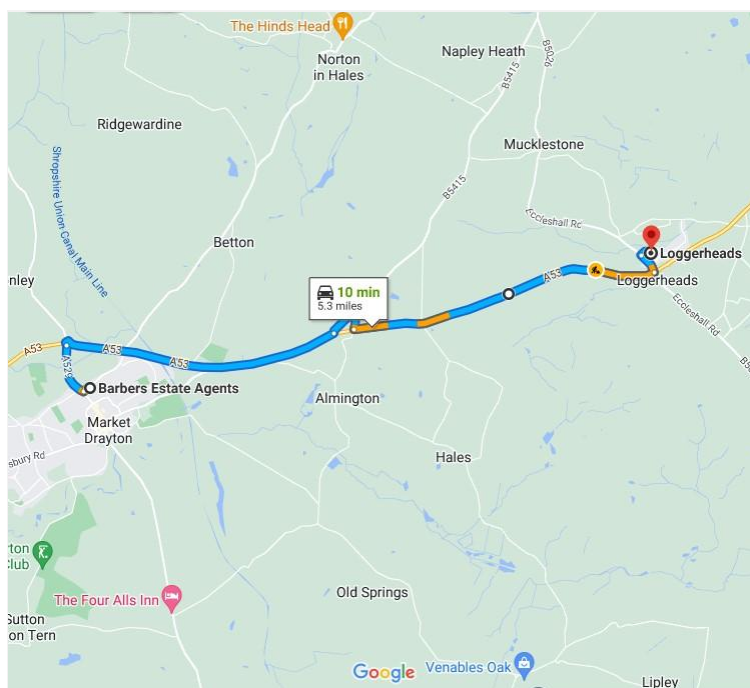 The Hinds Head
Norton
in Hales
Napley Heath
B5415
B5026
Ridgewardine
Mucklestone
Shropshire Union Canal Main Line
B5415
Eccleshall Rd
Betton
Loggerheads
nley
A53
Loggerheads
10 min
5.3 miles
Eccleshall Rd
A53
A53
A53
A529
Barbers Estate Agents
Almington
Market
Drayton
sbury Rd
Hales
rton
Club
Old Springs
The Four Alls Inn
Sutton
on Tern
Google
Venables Oak
Lipley